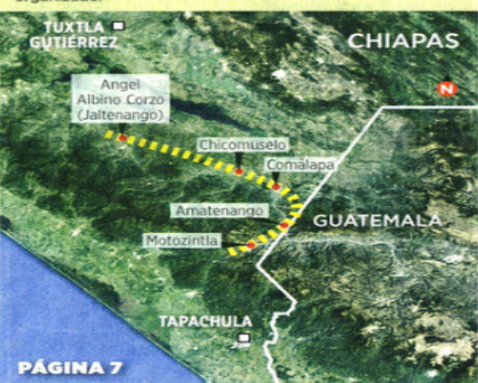 TUXTLA
GUTIÉRREZ
CHIAPAS
N
Angel
Albino Corzo
(Jaltenango)
Chicomuselo
Comalapa
Amatenango
GUATEMALA
Motozintla
TAPACHULA
PÁGINA 7